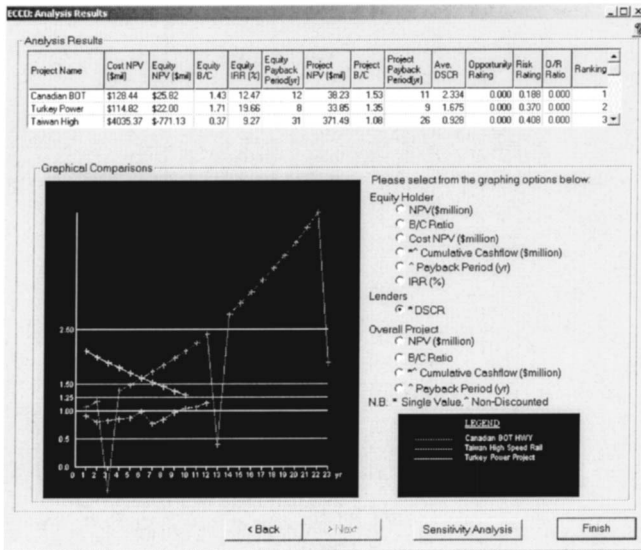 ECCD: Analysis Results
Analysis Results
Project Name Cost NPV ($mil) Equity NPV ($mil) Equity B/C Equity IRR (%) Equity Payback Period(yr) Project NPV ($mil) Project B/C Project Payback Period(yr) Ave. DSCR Opportunity Rating Risk Rating O/R Ratio Ranking
Canadian BOT $128.44 $25.82 1.43 12.47 12 38.23 1.53 11 2.334 0.000 0.188 0.000 1
Turkey Power $114.82 $22.00 1.71 19.66 8 33.85 1.35 9 1.675 0.000 0.370 0.000 2
Taiwan High $4035.37 $-771.13 0.37 9.27 31 371.49 1.08 26 0.928 0.000 0.408 0.000 3
Graphical Comparisons
Please select from the graphing options below:
Equity Holder
NPV($million)
B/C Ratio
Cost NPV ($million)
*^ Cumulative Cashflow ($million)
^ Payback Period (yr)
IRR (%)
Lenders
* DSCR
Overall Project
NPV ($million)
B/C Ratio
*^ Cumulative Cashflow ($million)
^ Payback Period (yr)
N.B: * Single Value,^ Non-Discounted
2.50
1.50
1.25
1.00
0.5
0.0
0 1 2 3 4 5 6 7 8 9 10 11 12 13 14 15 16 17 18 19 20 21 22 23 yr
LEGEND
Canadian BOT HWY
Taiwan High Speed Rail
Turkey Power Project
< Back
> Next
Sensitivity Analysis
Finish